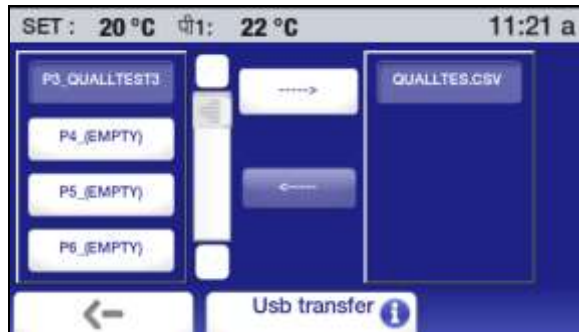 SET : 20 °C पी1: 22 °C 11:21 a
P3_QUALLTEST3
----->
QUALLTES.CSV
P4_(EMPTY)
P5_(EMPTY)
<-----
P6_(EMPTY)
Usb transfer